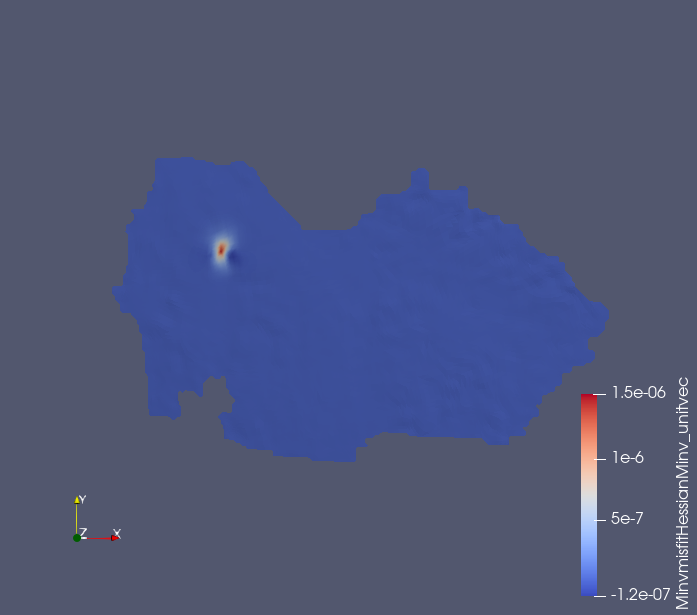 1.5e-06
1e-6
5e-7
-1.2e-07
MinvmisfitHessianMinv_unitvec
Y
Z
X